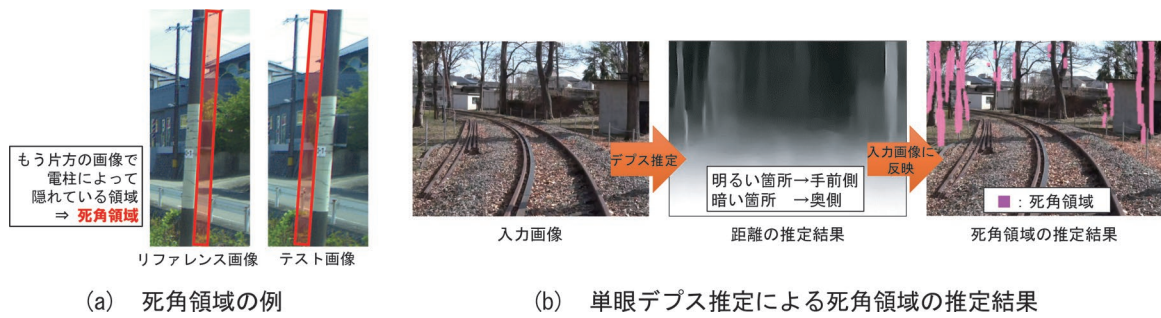 もう片方の画像で
電柱によって
隠れている領域
⇒ 死角領域
リファレンス画像
テスト画像
(a) 死角領域の例
デプス推定
明るい箇所→手前側
暗い箇所 →奥側
入力画像に
反映
■：死角領域
入力画像
距離の推定結果
死角領域の推定結果
(b) 単眼デプス推定による死角領域の推定結果